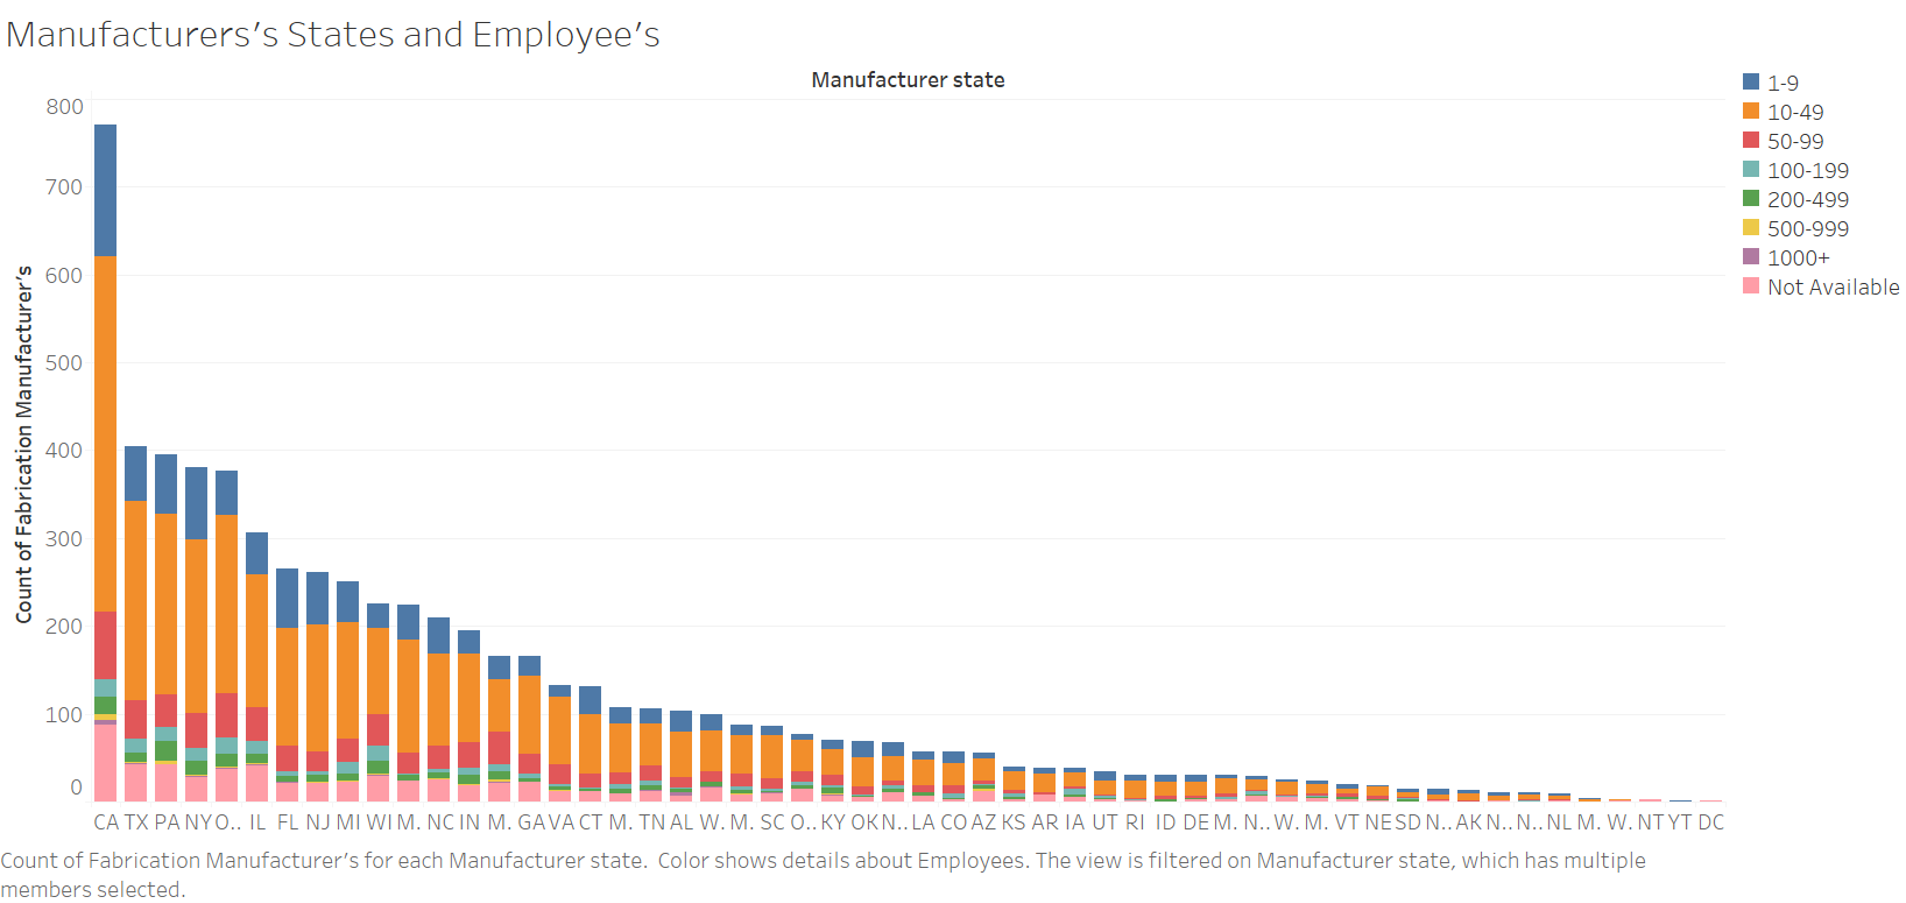 Manufacturers's States and Employee's
Manufacturer state
1-9
10-49
50-99
100-199
200-499
500-999
1000+
Not Available
Count of Fabrication Manufacturer's
800
700
600
500
400
300
200
100
0
CA TX PA NY O.. IL FL NJ MI WI M. NC IN M. GA VA CT M. TN AL W. M. SC O.. KY OK N.. LA CO AZ KS AR IA UT RI ID DE M. N.. W. M. VT NE SD N.. AK N.. N.. NL M. W. NT YT DC
Count of Fabrication Manufacturer's for each Manufacturer state. Color shows details about Employees. The view is filtered on Manufacturer state, which has multiple
members selected.